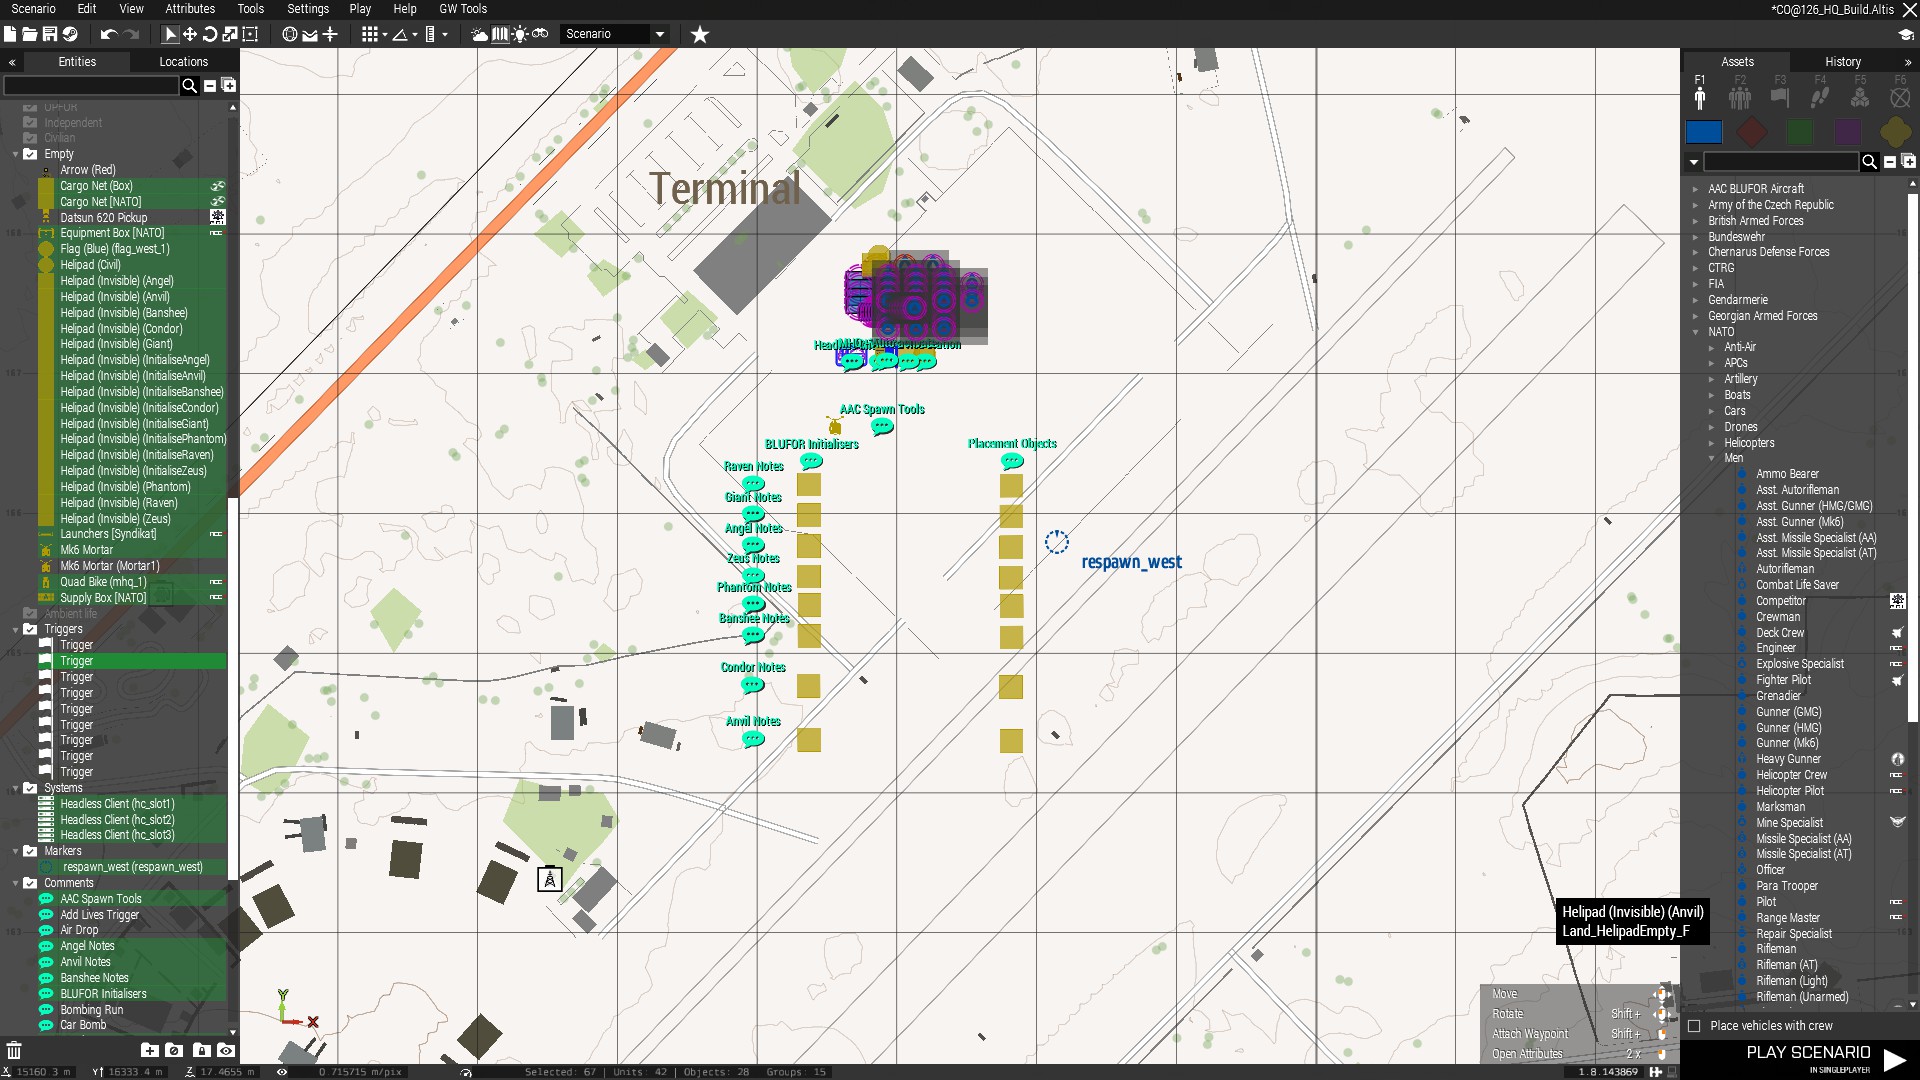 Scenario Edit View Attributes Tools Settings Play Help GW Tools
*CO@126_HQ_Build.Altis
Scenario
Entities Locations
Assets History
F1 F2 F3 F4 F5 F6
OPFOR
Independent
Civilian
Empty
Arrow (Red)
Cargo Net (Box)
Cargo Net [NATO]
Datsun 620 Pickup
Equipment Box [NATO]
Flag (Blue) (flag_west_1)
Helipad (Civil)
Helipad (Invisible) (Angel)
Helipad (Invisible) (Anvil)
Helipad (Invisible) (Banshee)
Helipad (Invisible) (Condor)
Helipad (Invisible) (Giant)
Helipad (Invisible) (InitialiseAngel)
Helipad (Invisible) (InitialiseAnvil)
Helipad (Invisible) (InitialiseBanshee)
Helipad (Invisible) (InitialiseCondor)
Helipad (Invisible) (InitialiseGiant)
Helipad (Invisible) (InitialisePhantom)
Helipad (Invisible) (InitialiseRaven)
Helipad (Invisible) (InitialiseZeus)
Helipad (Invisible) (Phantom)
Helipad (Invisible) (Raven)
Helipad (Invisible) (Zeus)
Launchers [Syndikat]
Mk6 Mortar
Mk6 Mortar (Mortar1)
Quad Bike (mhq_1)
Supply Box [NATO]
Ambient life
Triggers
Trigger
Trigger
Trigger
Trigger
Trigger
Trigger
Trigger
Trigger
Trigger
Systems
Headless Client (hc_slot1)
Headless Client (hc_slot2)
Headless Client (hc_slot3)
Markers
respawn_west (respawn_west)
Comments
AAC Spawn Tools
Add Lives Trigger
Air Drop
Angel Notes
Anvil Notes
Banshee Notes
BLUFOR Initialisers
Bombing Run
Car Bomb
Terminal
AAC Spawn Tools
BLUFOR Initialisers
Placement Objects
Raven Notes
Giant Notes
Angel Notes
Zeus Notes
Phantom Notes
Banshee Notes
Condor Notes
Anvil Notes
respawn_west
Helipad (Invisible) (Anvil)
Land_HelipadEmpty_F
Move
Rotate Shift +
Attach Waypoint Shift +
Open Attributes 2 x
AAC BLUFOR Aircraft
Army of the Czech Republic
British Armed Forces
Bundeswehr
Chernarus Defense Forces
CTRG
FIA
Gendarmerie
Georgian Armed Forces
NATO
Anti-Air
APCs
Artillery
Boats
Cars
Drones
Helicopters
Men
Ammo Bearer
Asst. Autorifleman
Asst. Gunner (HMG/GMG)
Asst. Gunner (Mk6)
Asst. Missile Specialist (AA)
Asst. Missile Specialist (AT)
Autorifleman
Combat Life Saver
Competitor
Crewman
Deck Crew
Engineer
Explosive Specialist
Fighter Pilot
Grenadier
Gunner (GMG)
Gunner (HMG)
Gunner (Mk6)
Heavy Gunner
Helicopter Crew
Helicopter Pilot
Marksman
Mine Specialist
Missile Specialist (AA)
Missile Specialist (AT)
Officer
Para Trooper
Pilot
Range Master
Repair Specialist
Rifleman
Rifleman (AT)
Rifleman (Light)
Rifleman (Unarmed)
Place vehicles with crew
PLAY SCENARIO
IN SINGLEPLAYER
X 15160.3 m Y 16333.4 m Z 17.4655 m 0.715715 m/pix Selected: 67 | Units: 42 | Objects: 28 Groups: 15 1.8.143869